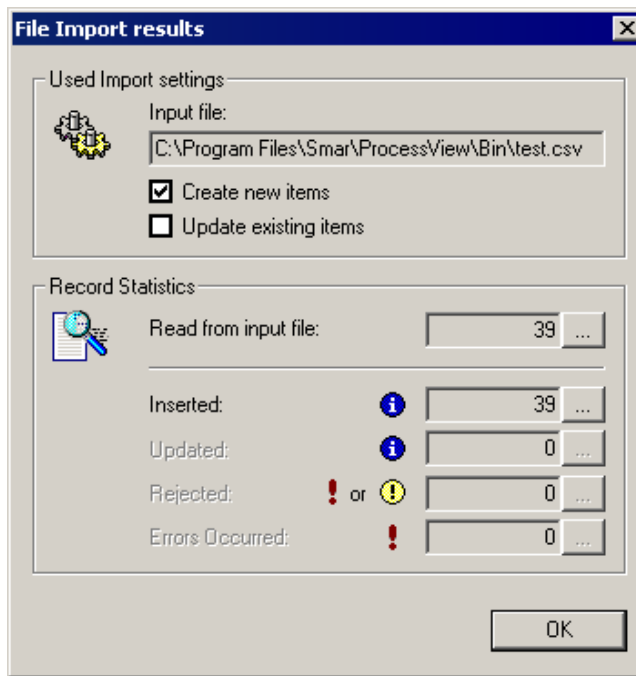 File Import results
Used Import settings
Input file:
C:\Program Files\Smar\ProcessView\Bin\test.csv
Create new items
Update existing items
Record Statistics
Read from input file: 39 ...
Inserted: 39 ...
Updated: 0 ...
Rejected: ! or ! 0 ...
Errors Occurred: ! 0 ...
OK